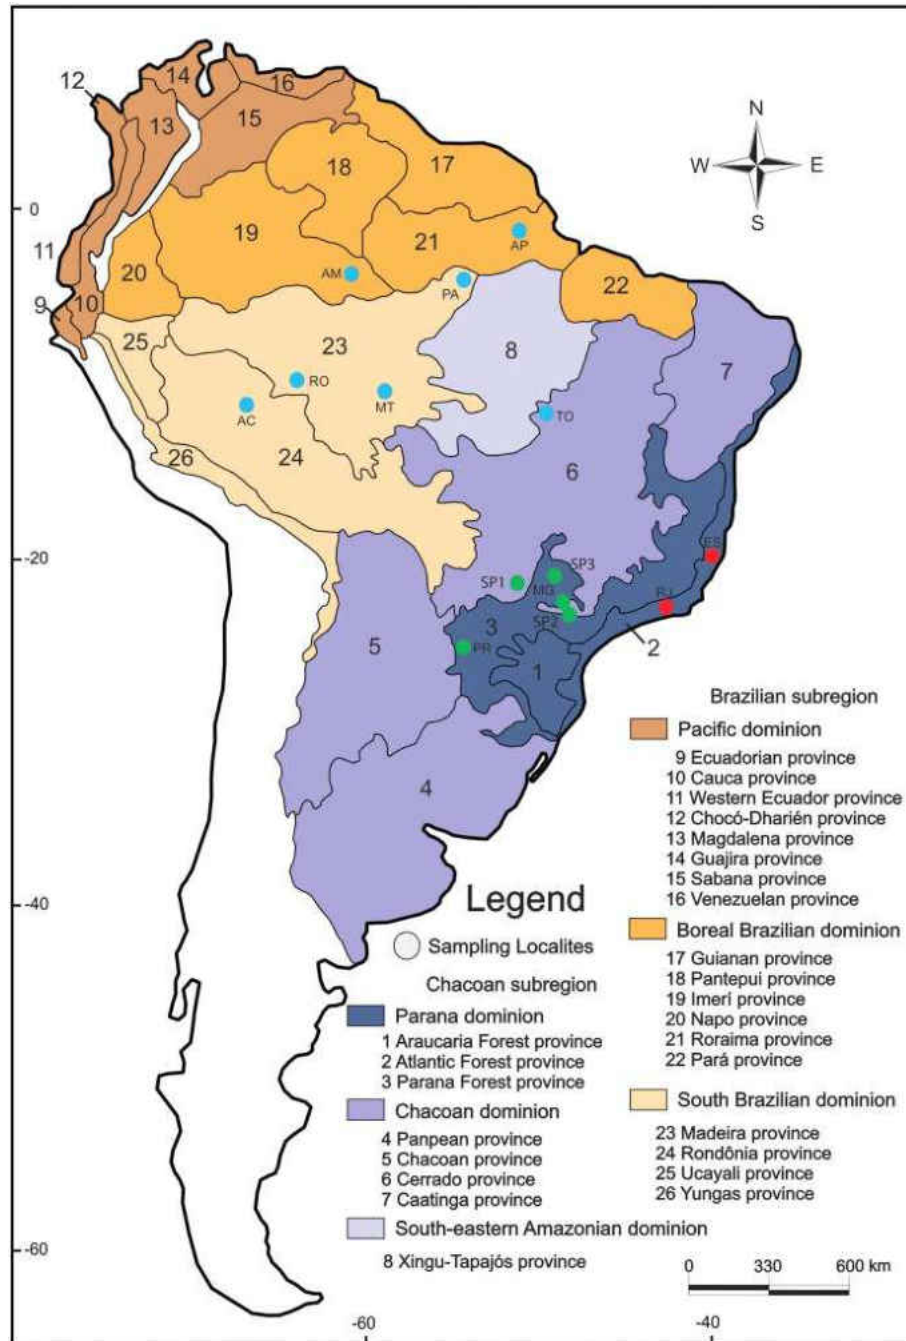 12
14
16
13
15
N
W E
S
18
17
0
19
21
AP
11
20
AM
PA
22
9
10
25
23
8
7
RO
MT
AC
TO
26
24
6
-20
SP3
ES
SP1
MG
RJ
SP2
3
5
PR
2
1
4
-40
-60
-60
-40
Brazilian subregion
Pacific dominion
9 Ecuadorian province
10 Cauca province
11 Western Ecuador province
12 Chocó-Dharién province
13 Magdalena province
14 Guajira province
15 Sabana province
16 Venezuelan province
Boreal Brazilian dominion
17 Guianan province
18 Pantepui province
19 Imerí province
20 Napo province
21 Roraima province
22 Pará province
South Brazilian dominion
23 Madeira province
24 Rondônia province
25 Ucayali province
26 Yungas province
Legend
Sampling Localites
Chacoan subregion
Parana dominion
1 Araucaria Forest province
2 Atlantic Forest province
3 Parana Forest province
Chacoan dominion
4 Panpean province
5 Chacoan province
6 Cerrado province
7 Caatinga province
South-eastern Amazonian dominion
8 Xingu-Tapajós province
0 330 600 km